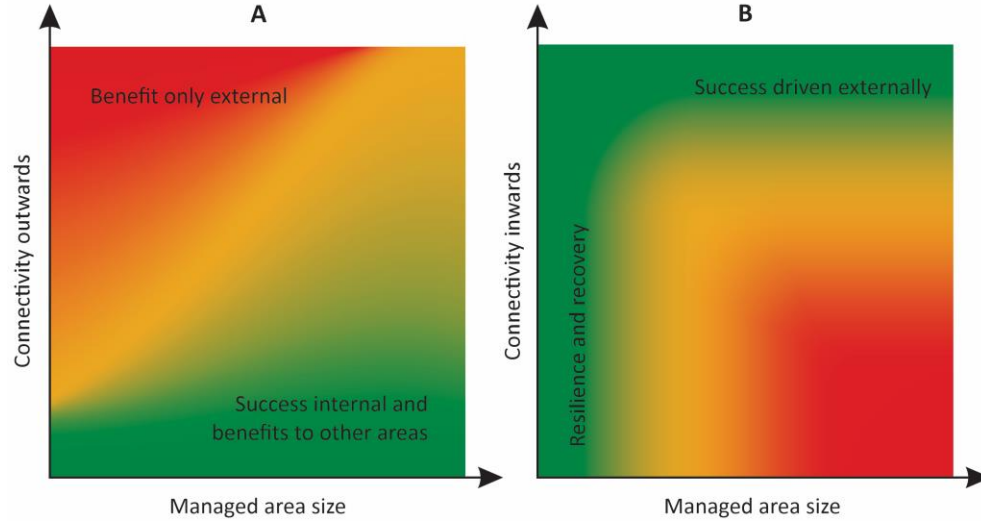 A
Benefit only external
Success internal and
benefits to other areas
Connectivity outwards
Managed area size
B
Success driven externally
Resilience and recovery
Connectivity inwards
Managed area size